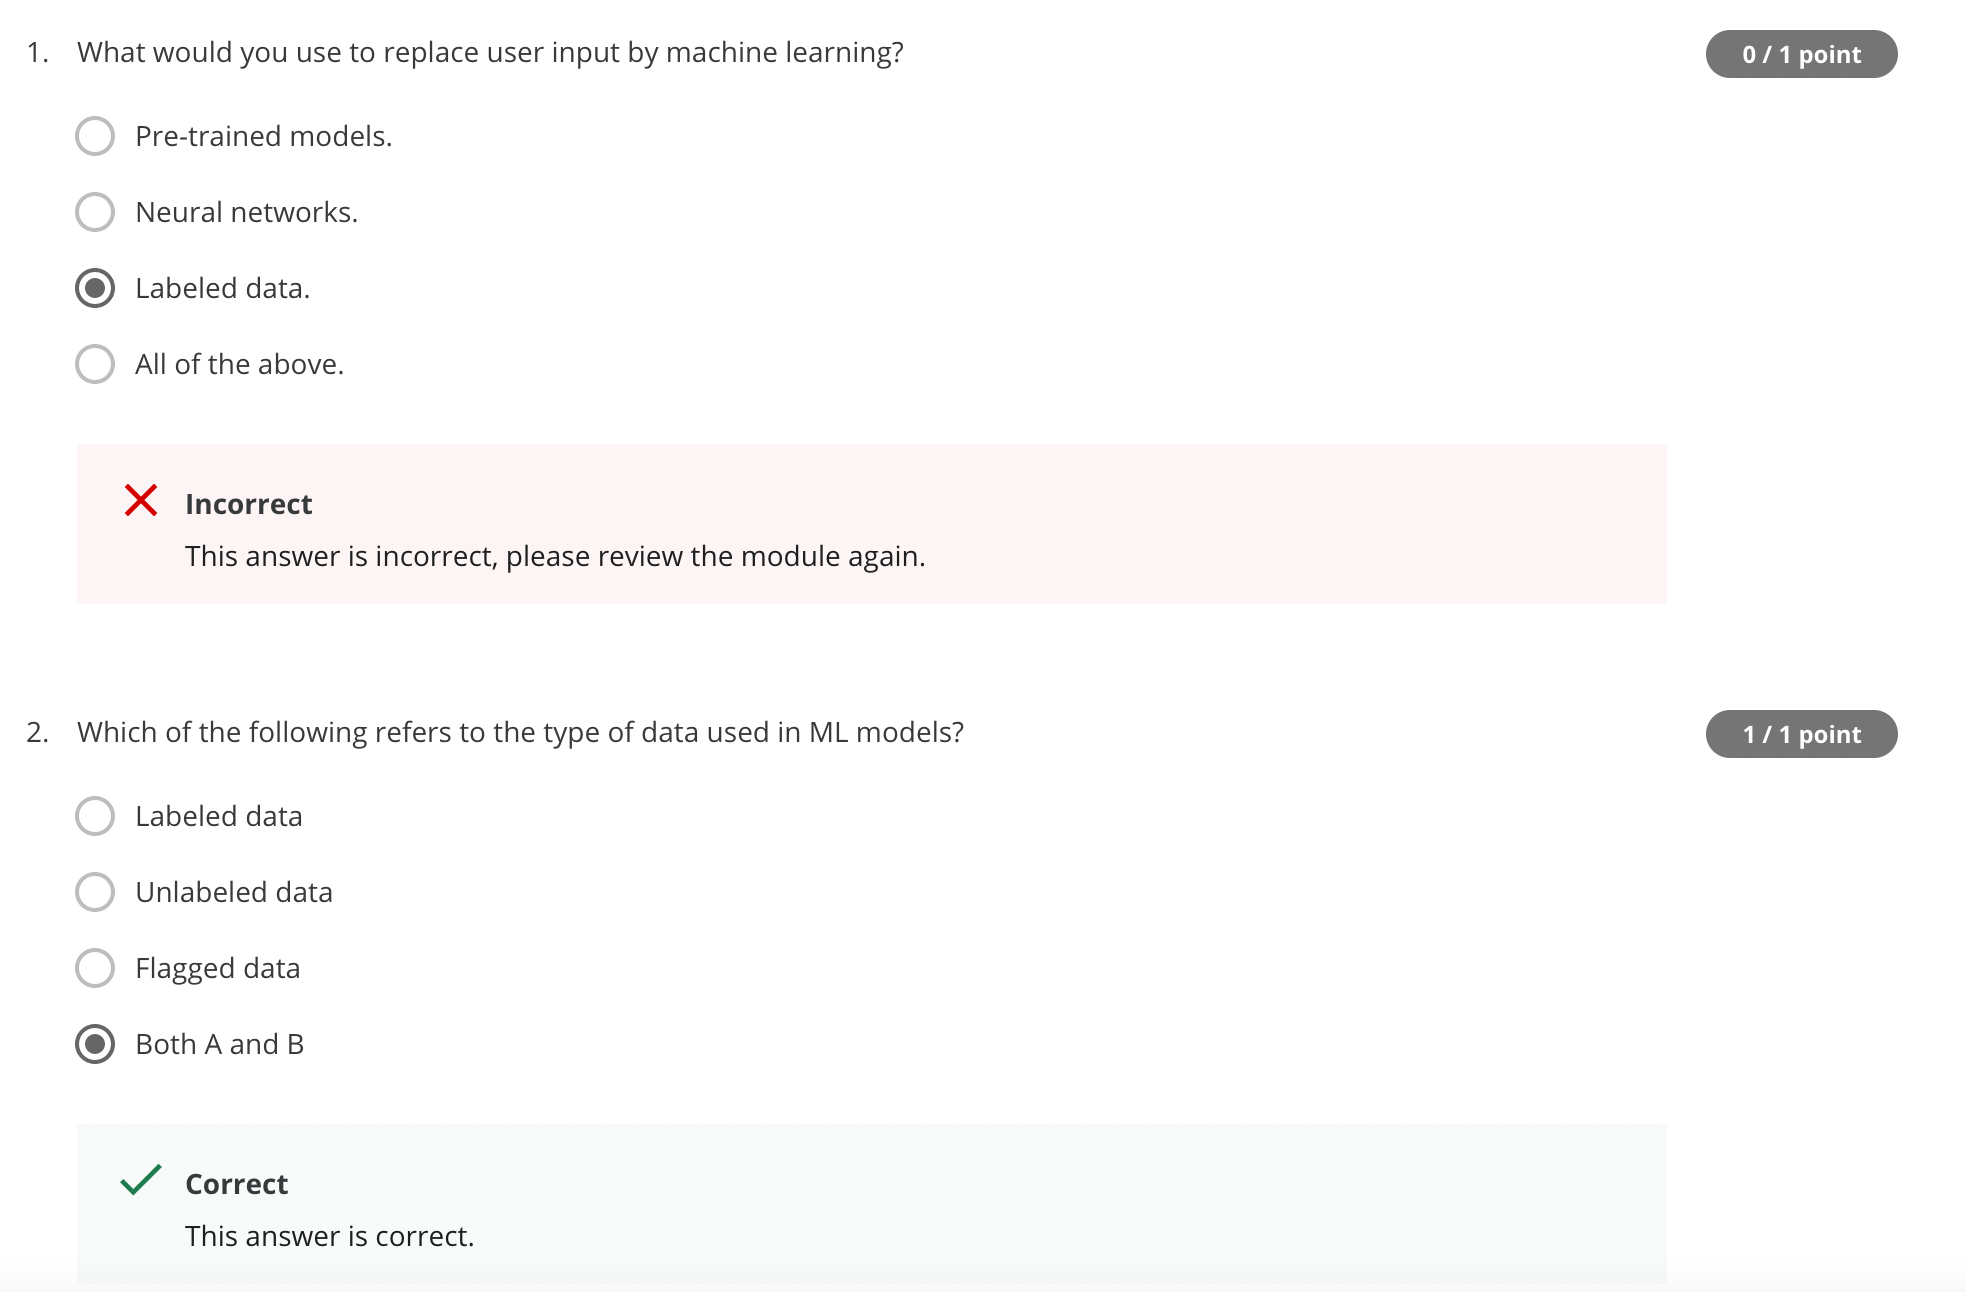 1. What would you use to replace user input by machine learning?
0 / 1 point
Pre-trained models.
Neural networks.
Labeled data.
All of the above.
Incorrect
This answer is incorrect, please review the module again.
2. Which of the following refers to the type of data used in ML models?
1 / 1 point
Labeled data
Unlabeled data
Flagged data
Both A and B
Correct
This answer is correct.